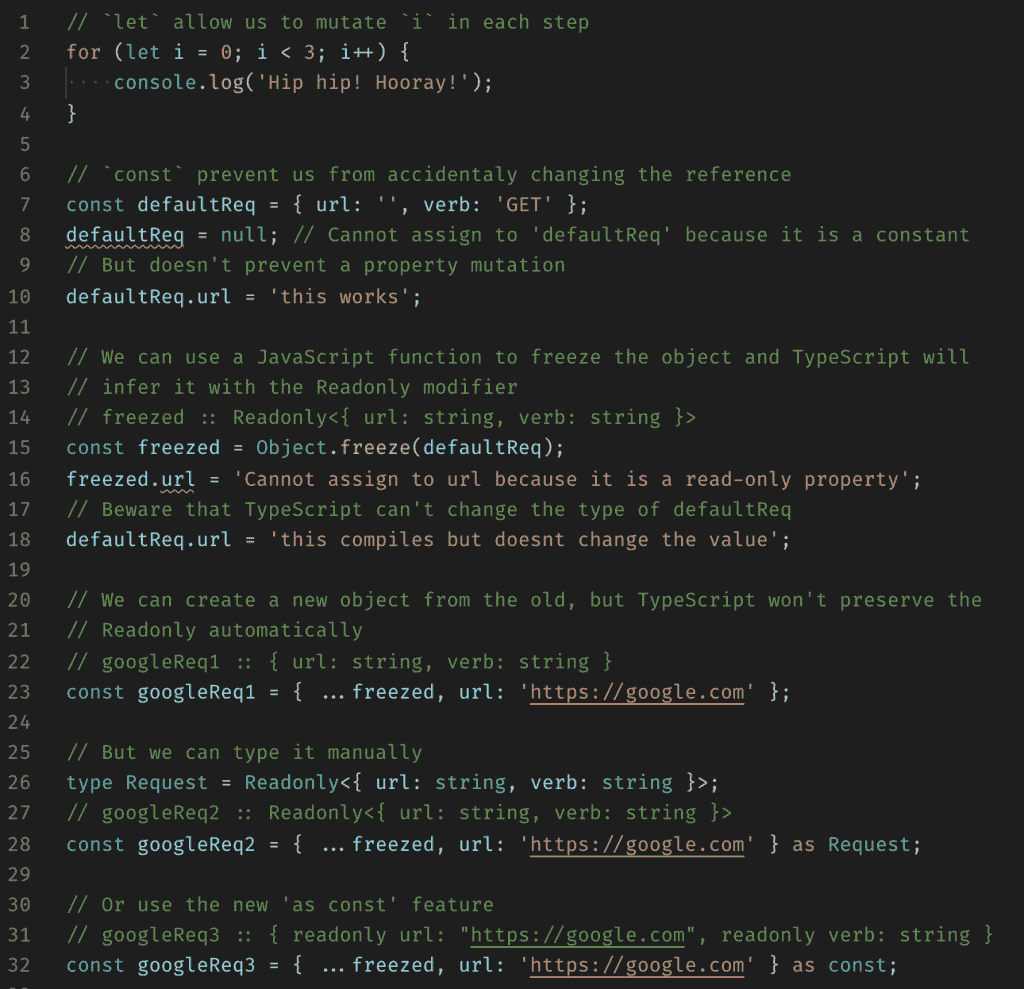 1 // `let` allow us to mutate `i` in each step
2 for (let i = 0; i < 3; i++) {
3 ····console.log('Hip hip! Hooray!');
4 }
5
6 // `const` prevent us from accidentaly changing the reference
7 const defaultReq = { url: '', verb: 'GET' };
8 defaultReq = null; // Cannot assign to 'defaultReq' because it is a constant
9 // But doesn't prevent a property mutation
10 defaultReq.url = 'this works';
11
12 // We can use a JavaScript function to freeze the object and TypeScript will
13 // infer it with the Readonly modifier
14 // freezed :: Readonly<{ url: string, verb: string }>
15 const freezed = Object.freeze(defaultReq);
16 freezed.url = 'Cannot assign to url because it is a read-only property';
17 // Beware that TypeScript can't change the type of defaultReq
18 defaultReq.url = 'this compiles but doesnt change the value';
19
20 // We can create a new object from the old, but TypeScript won't preserve the
21 // Readonly automatically
22 // googleReq1 :: { url: string, verb: string }
23 const googleReq1 = { ...freezed, url: 'https://google.com' };
24
25 // But we can type it manually
26 type Request = Readonly<{ url: string, verb: string }>;
27 // googleReq2 :: Readonly<{ url: string, verb: string }>
28 const googleReq2 = { ...freezed, url: 'https://google.com' } as Request;
29
30 // Or use the new 'as const' feature
31 // googleReq3 :: { readonly url: "https://google.com", readonly verb: string }
32 const googleReq3 = { ...freezed, url: 'https://google.com' } as const;